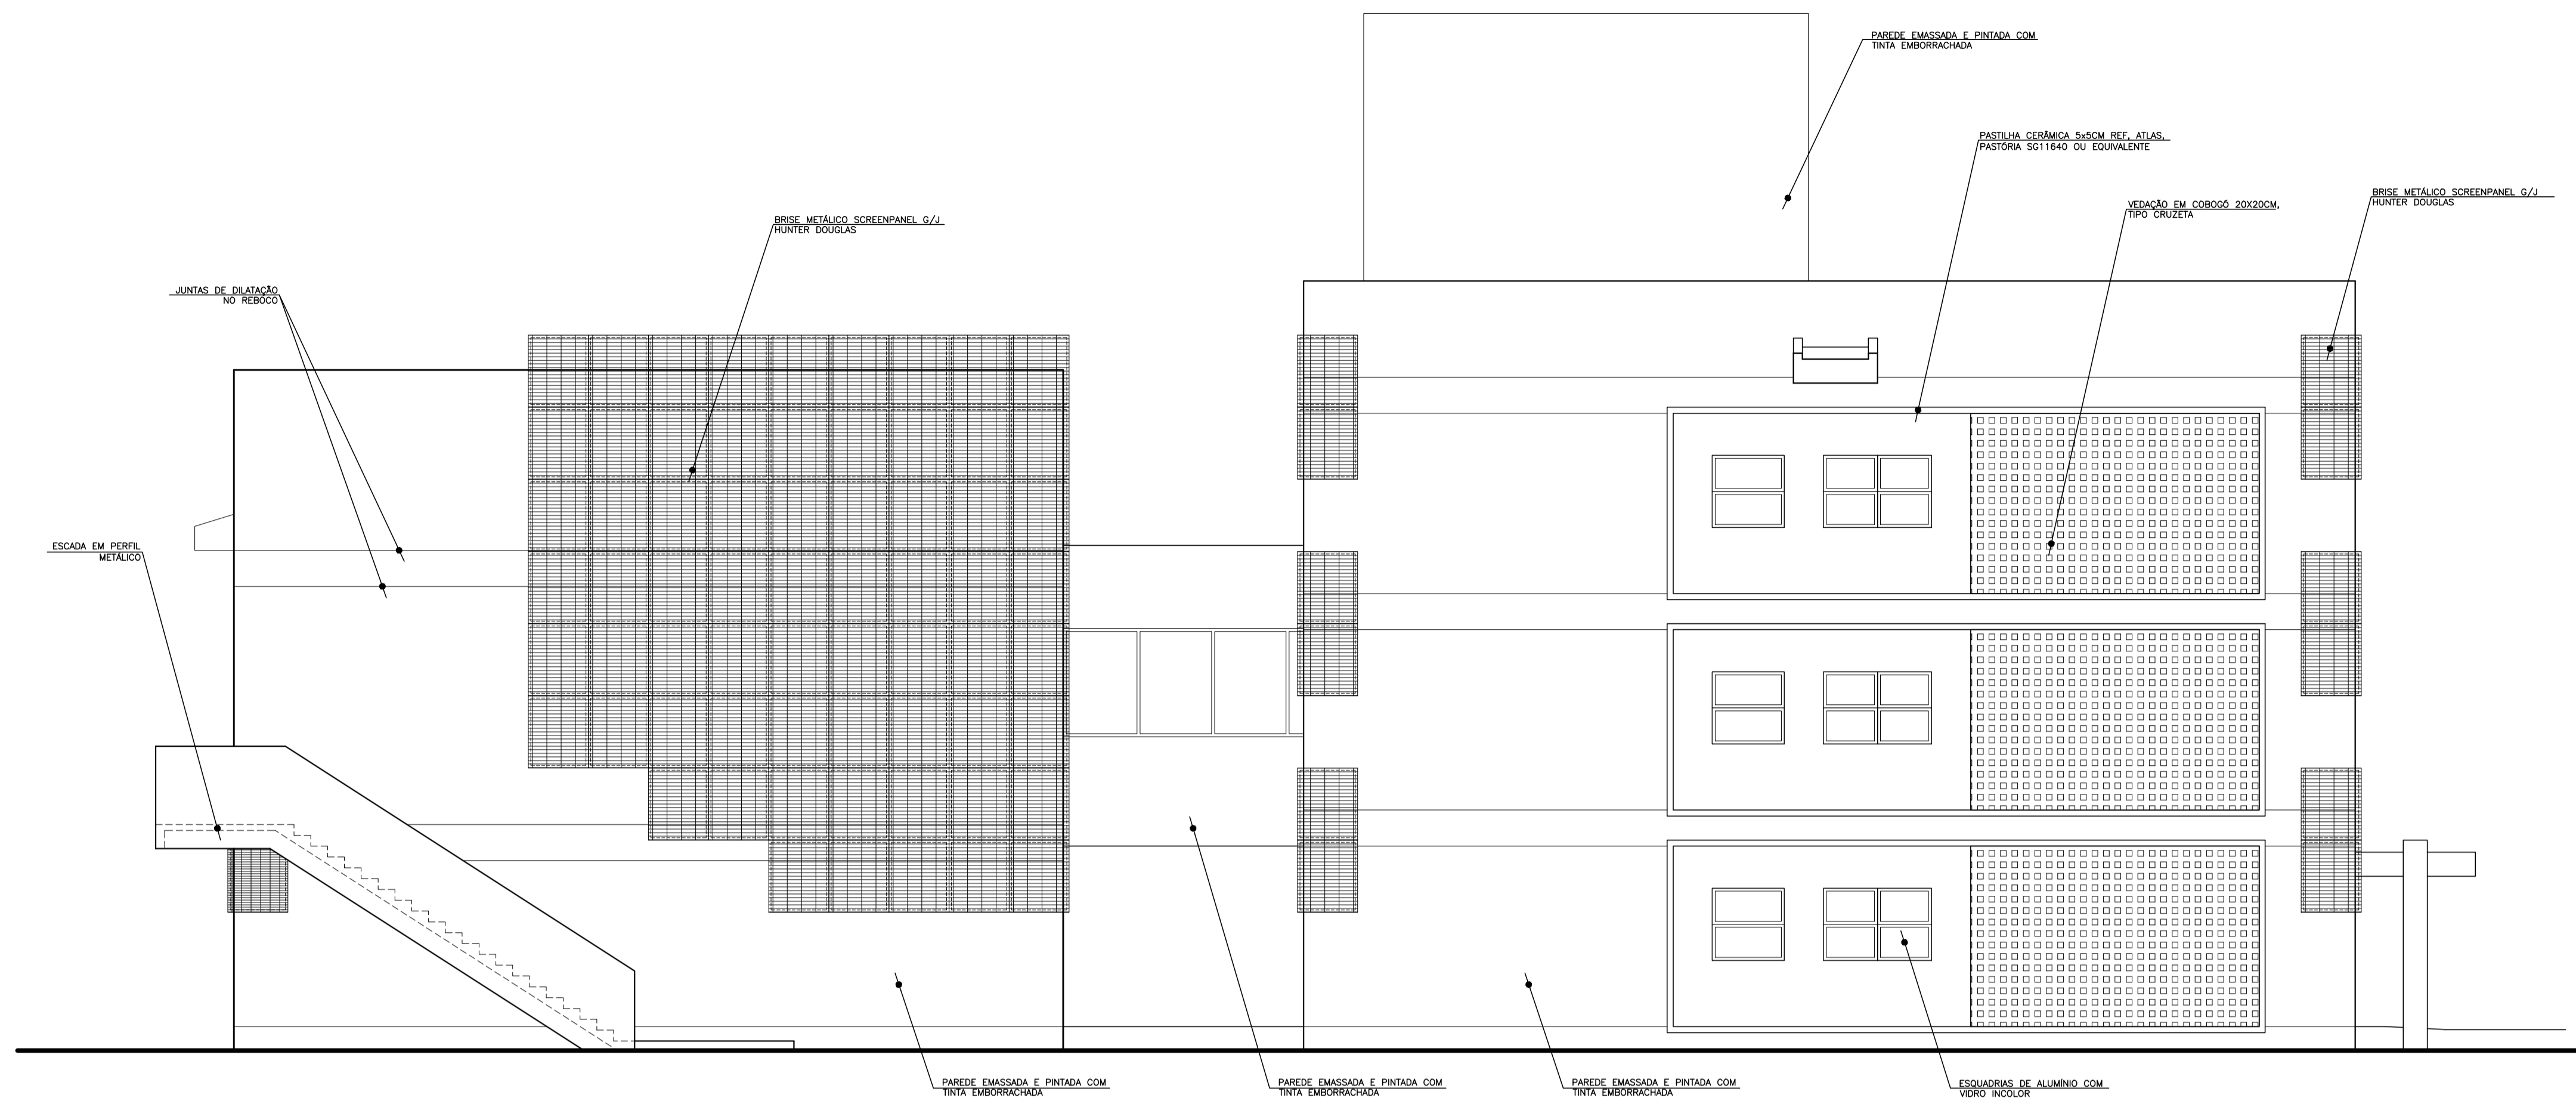 PAREDE EMASSADA E PINTADA COM
TINTA EMBORRACHADA
PASTILHA CERÂMICA 5x5CM REF. ATLAS,
PASTÓRIA SG11640 OU EQUIVALENTE
BRISE METÁLICO SCREENPANEL G/J
HUNTER DOUGLAS
VEDAÇÃO EM COBOGÓ 20X20CM,
TIPO CRUZETA
BRISE METÁLICO SCREENPANEL G/J
HUNTER DOUGLAS
JUNTAS DE DILATAÇÃO
NO REBOCO
ESCADA EM PERFIL
METÁLICO
PAREDE EMASSADA E PINTADA COM
TINTA EMBORRACHADA
PAREDE EMASSADA E PINTADA COM
TINTA EMBORRACHADA
PAREDE EMASSADA E PINTADA COM
TINTA EMBORRACHADA
ESQUADRIAS DE ALUMÍNIO COM
VIDRO INCOLOR